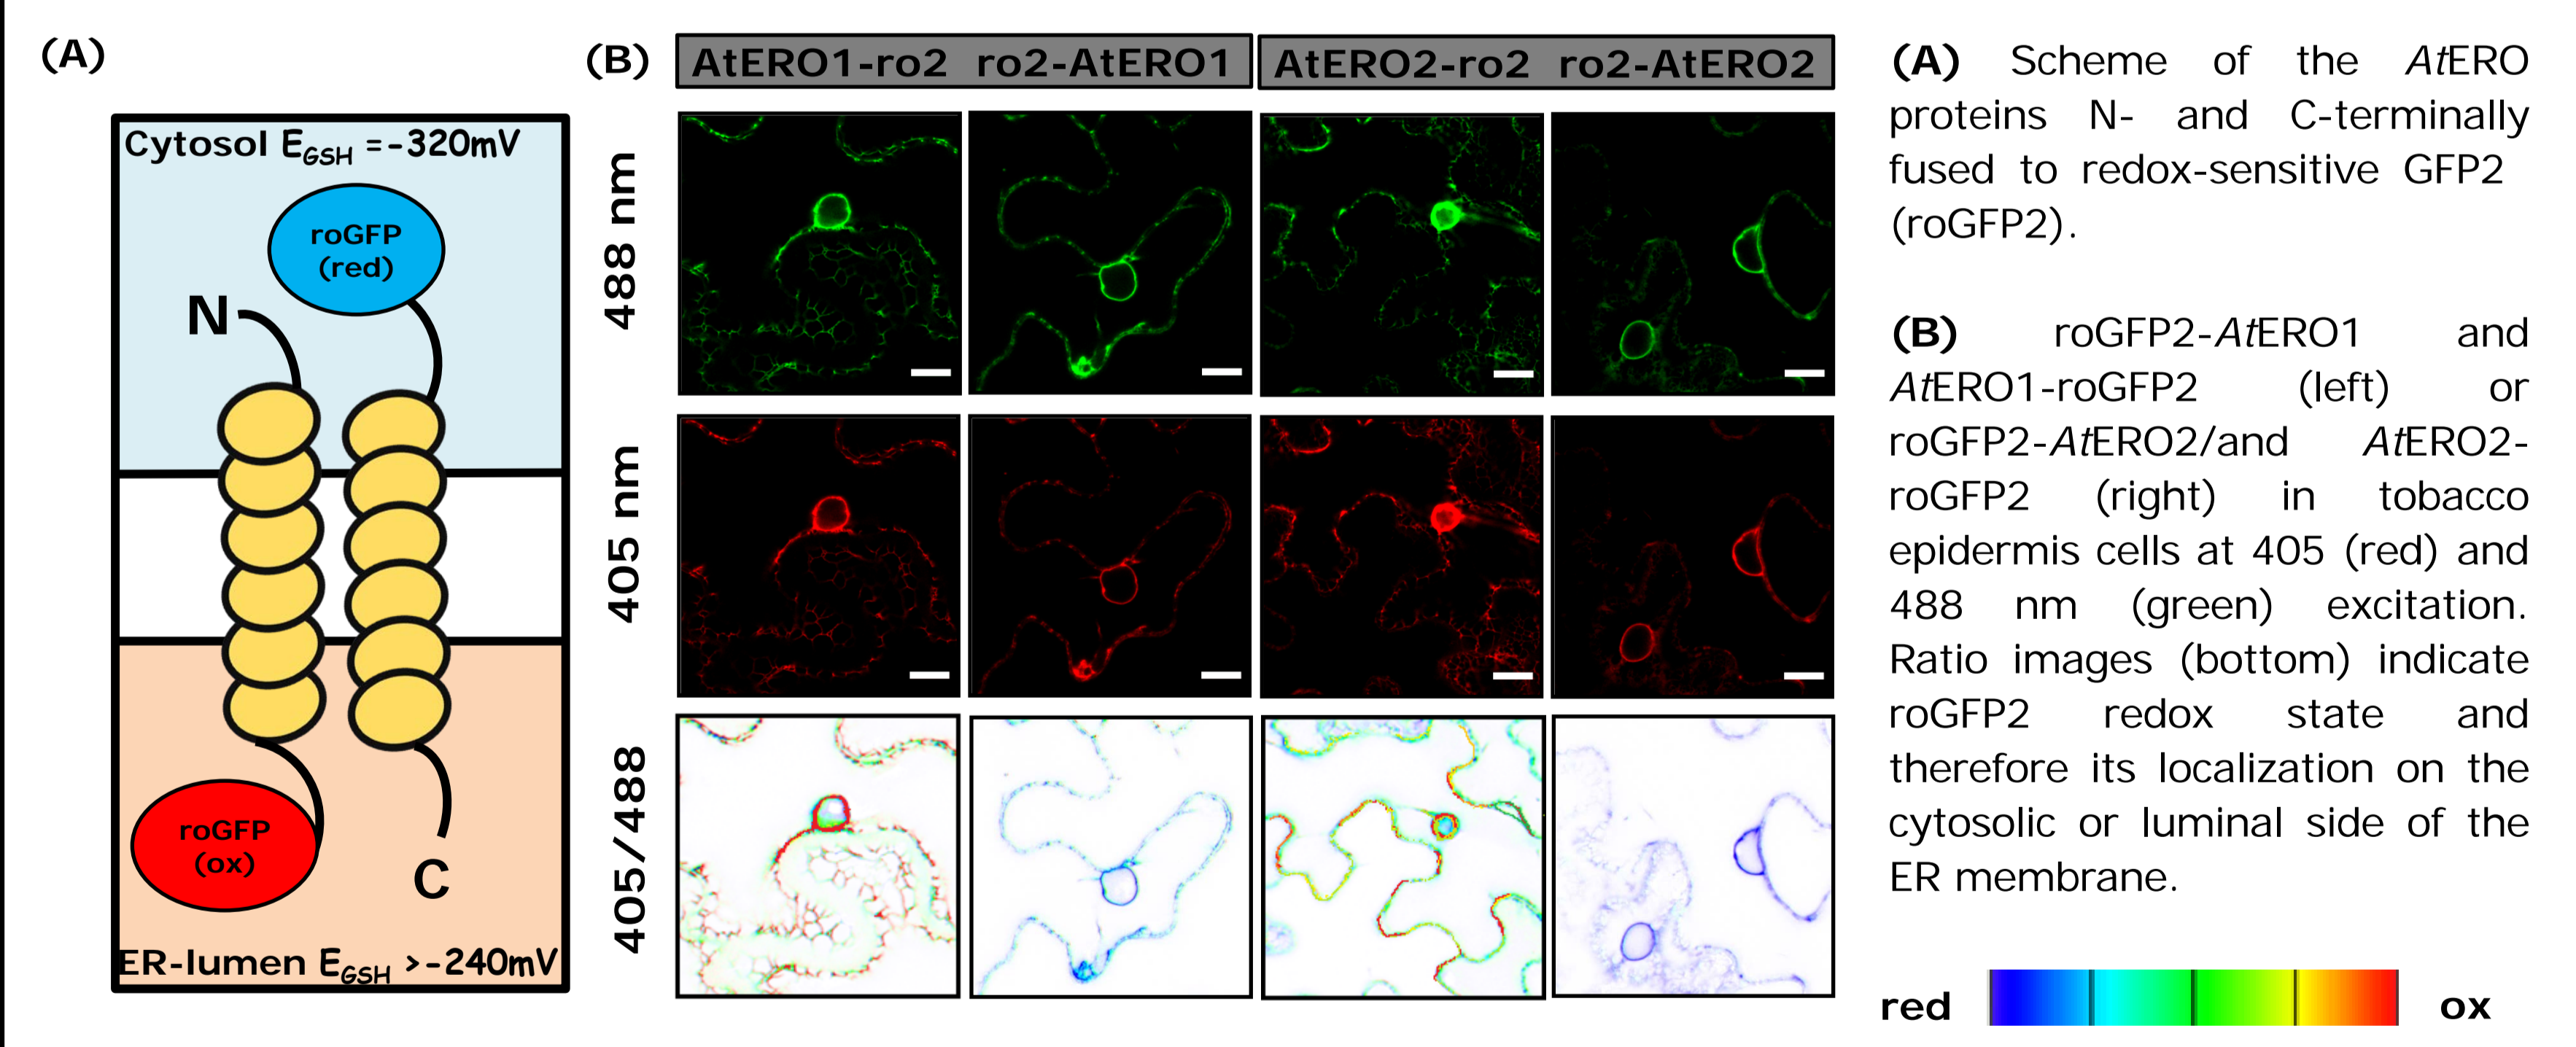 (A)
Cytosol EGSH =-320mV
roGFP
(red)
N
roGFP
(ox)
C
ER-lumen EGSH >-240mV
(B)
AtERO1-ro2 ro2-AtERO1
AtERO2-ro2 ro2-AtERO2
488 nm
405 nm
405/488
(A) Scheme of the AtERO
proteins N- and C-terminally
fused to redox-sensitive GFP2
(roGFP2).
(B) roGFP2-AtERO1 and
AtERO1-roGFP2 (left) or
roGFP2-AtERO2/and AtERO2-
roGFP2 (right) in tobacco
epidermis cells at 405 (red) and
488 nm (green) excitation.
Ratio images (bottom) indicate
roGFP2 redox state and
therefore its localization on the
cytosolic or luminal side of the
ER membrane.
red ox